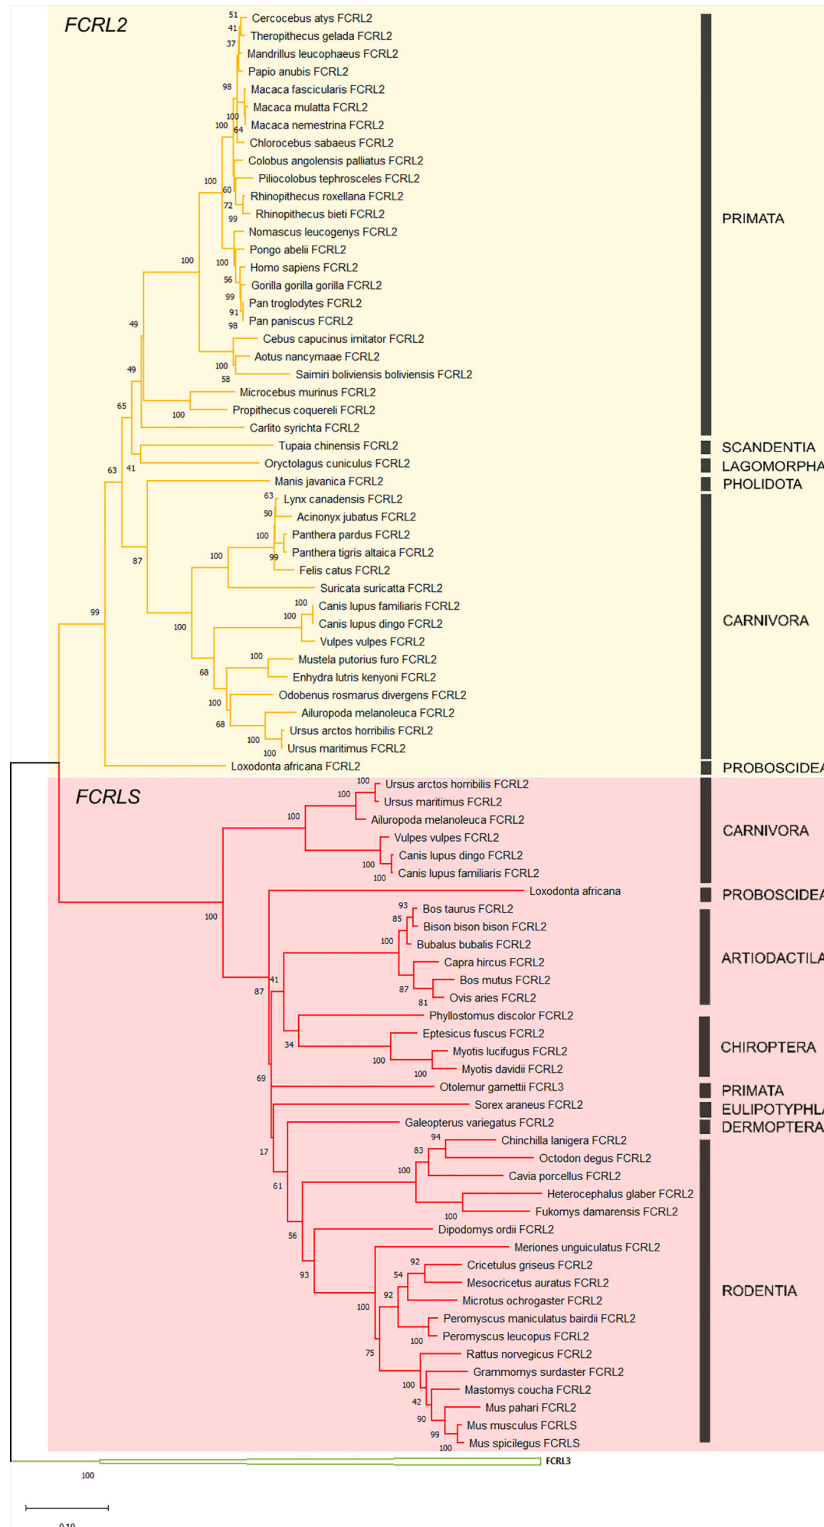 FCRL2
51
Cercocebus atys FCRL2
41
Theropithecus gelada FCRL2
37
Mandrillus leucophaeus FCRL2
Papio anubis FCRL2
98
Macaca fascicularis FCRL2
Macaca mulatta FCRL2
100
Macaca nemestrina FCRL2
100
64
Chlorocebus sabaeus FCRL2
Colobus angolensis palliatus FCRL2
100
Piliocolobus tephrosceles FCRL2
60
Rhinopithecus roxellana FCRL2
72
Rhinopithecus bieti FCRL2
99
PRIMATA
Nomascus leucogenys FCRL2
Pongo abelii FCRL2
100
100
Homo sapiens FCRL2
56
Gorilla gorilla gorilla FCRL2
99
Pan troglodytes FCRL2
91
Pan paniscus FCRL2
98
49
Cebus capucinus imitator FCRL2
Aotus nancymaae FCRL2
100
49
Saimiri boliviensis boliviensis FCRL2
58
Microcebus murinus FCRL2
65
Propithecus coquereli FCRL2
100
Carlito syrichta FCRL2
Tupaia chinensis FCRL2
SCANDENTIA
Oryctolagus cuniculus FCRL2
LAGOMORPHA
63
41
Manis javanica FCRL2
PHOLIDOTA
63
Lynx canadensis FCRL2
50
Acinonyx jubatus FCRL2
100
Panthera pardus FCRL2
Panthera tigris altaica FCRL2
100
99
87
Felis catus FCRL2
Suricata suricatta FCRL2
100
Canis lupus familiaris FCRL2
99
100
Canis lupus dingo FCRL2
CARNIVORA
100
Vulpes vulpes FCRL2
100
Mustela putorius furo FCRL2
68
Enhydra lutris kenyoni FCRL2
Odobenus rosmarus divergens FCRL2
100
Ailuropoda melanoleuca FCRL2
68
Ursus arctos horribilis FCRL2
100
Ursus maritimus FCRL2
100
Loxodonta africana FCRL2
PROBOSCIDEA
FCRLS
100
Ursus arctos horribilis FCRL2
100
Ursus maritimus FCRL2
100
Ailuropoda melanoleuca FCRL2
CARNIVORA
Vulpes vulpes FCRL2
100
Canis lupus dingo FCRL2
100
Canis lupus familiaris FCRL2
Loxodonta africana
PROBOSCIDEA
100
93
Bos taurus FCRL2
85
Bison bison bison FCRL2
100
Bubalus bubalis FCRL2
ARTIODACTILA
Capra hircus FCRL2
41
Bos mutus FCRL2
87
87
Ovis aries FCRL2
81
Phyllostomus discolor FCRL2
Eptesicus fuscus FCRL2
34
Myotis lucifugus FCRL2
CHIROPTERA
100
Myotis davidii FCRL2
100
69
Otolemur garnettii FCRL3
PRIMATA
Sorex araneus FCRL2
EULIPOTYPHLA
Galeopterus variegatus FCRL2
DERMOPTERA
94
Chinchilla lanigera FCRL2
17
83
Octodon degus FCRL2
100
Cavia porcellus FCRL2
61
Heterocephalus glaber FCRL2
Fukomys damarensis FCRL2
100
Dipodomys ordii FCRL2
56
Meriones unguiculatus FCRL2
92
Cricetulus griseus FCRL2
93
54
Mesocricetus auratus FCRL2
RODENTIA
92
Microtus ochrogaster FCRL2
100
Peromyscus maniculatus bairdii FCRL2
Peromyscus leucopus FCRL2
100
75
Rattus norvegicus FCRL2
Grammomys surdaster FCRL2
100
Mastomys coucha FCRL2
42
Mus pahari FCRL2
90
Mus musculus FCRLS
99
Mus spicilegus FCRLS
100
FCRL3
100
0.10